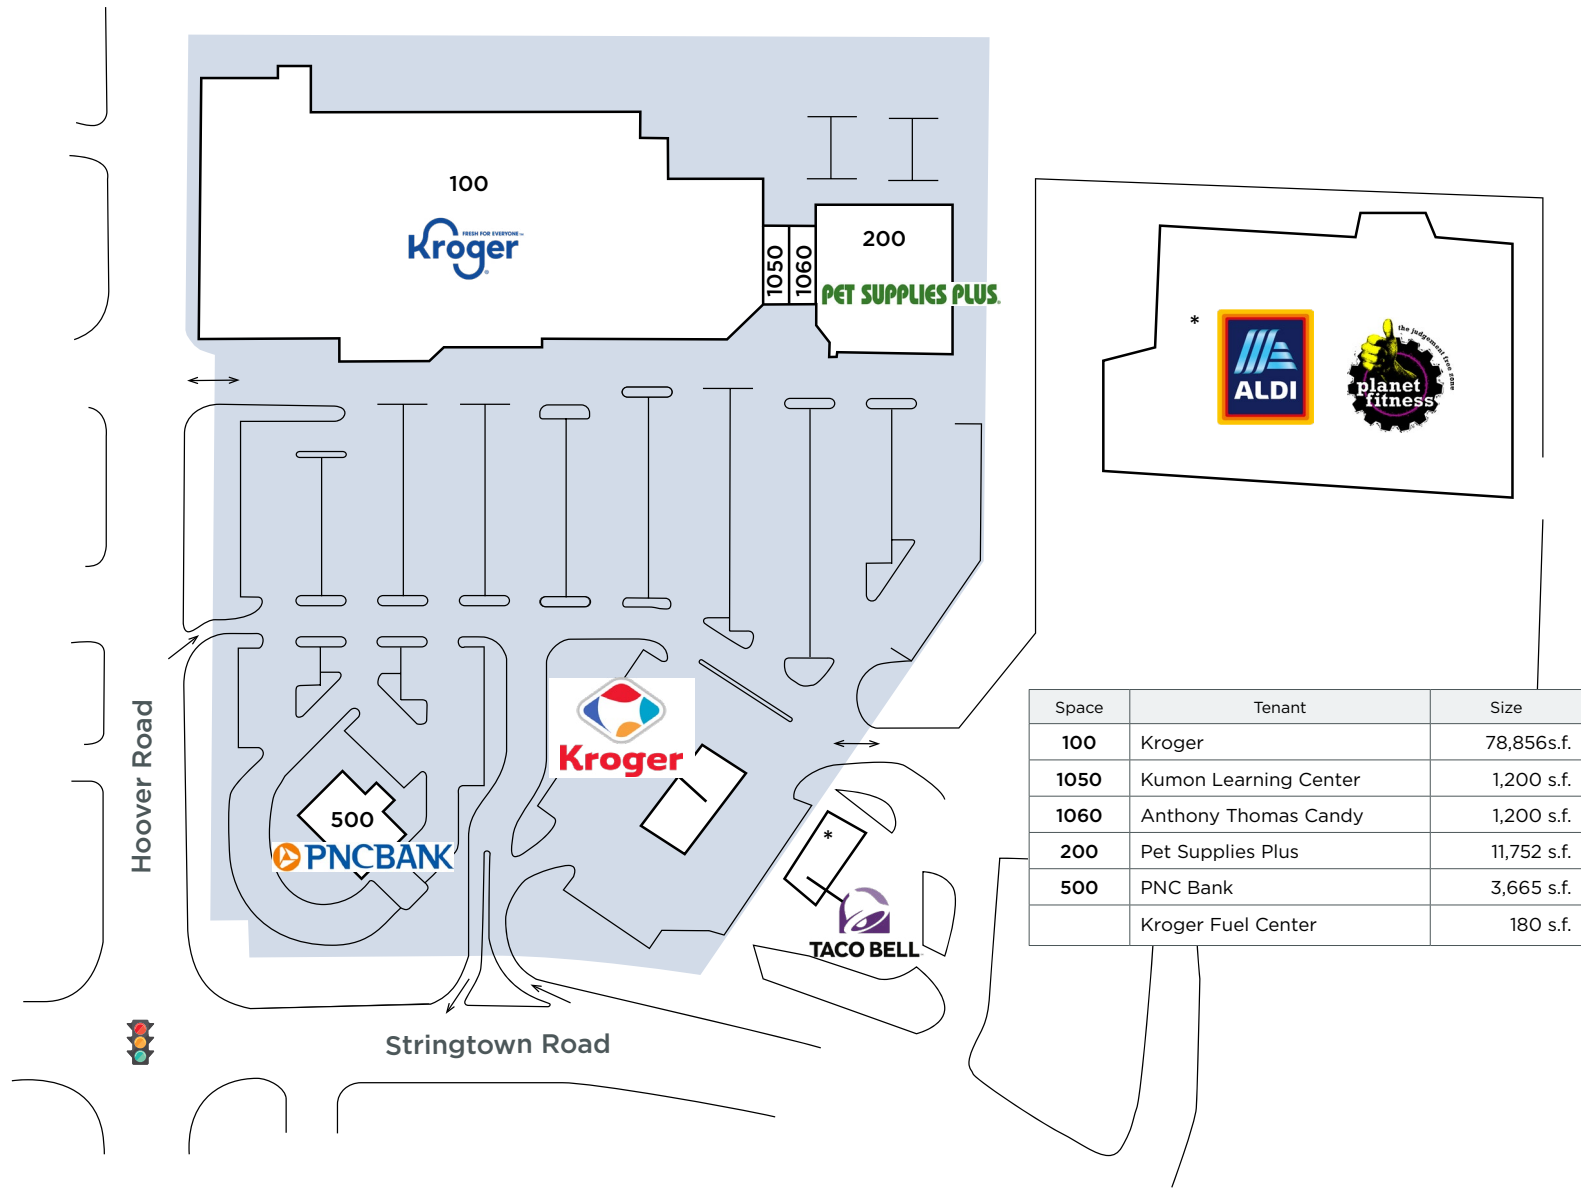 100
FRESH FOR EVERYONE™
Kroger
1050
1060
200
PET SUPPLIES PLUS.
*
ALDI
the judgement free zone
planet
fitness
Hoover Road
Kroger
500
PNCBANK
*
TACO BELL
Stringtown Road
Space Tenant Size
100 Kroger 78,856s.f.
1050 Kumon Learning Center 1,200 s.f.
1060 Anthony Thomas Candy 1,200 s.f.
200 Pet Supplies Plus 11,752 s.f.
500 PNC Bank 3,665 s.f.
Kroger Fuel Center 180 s.f.